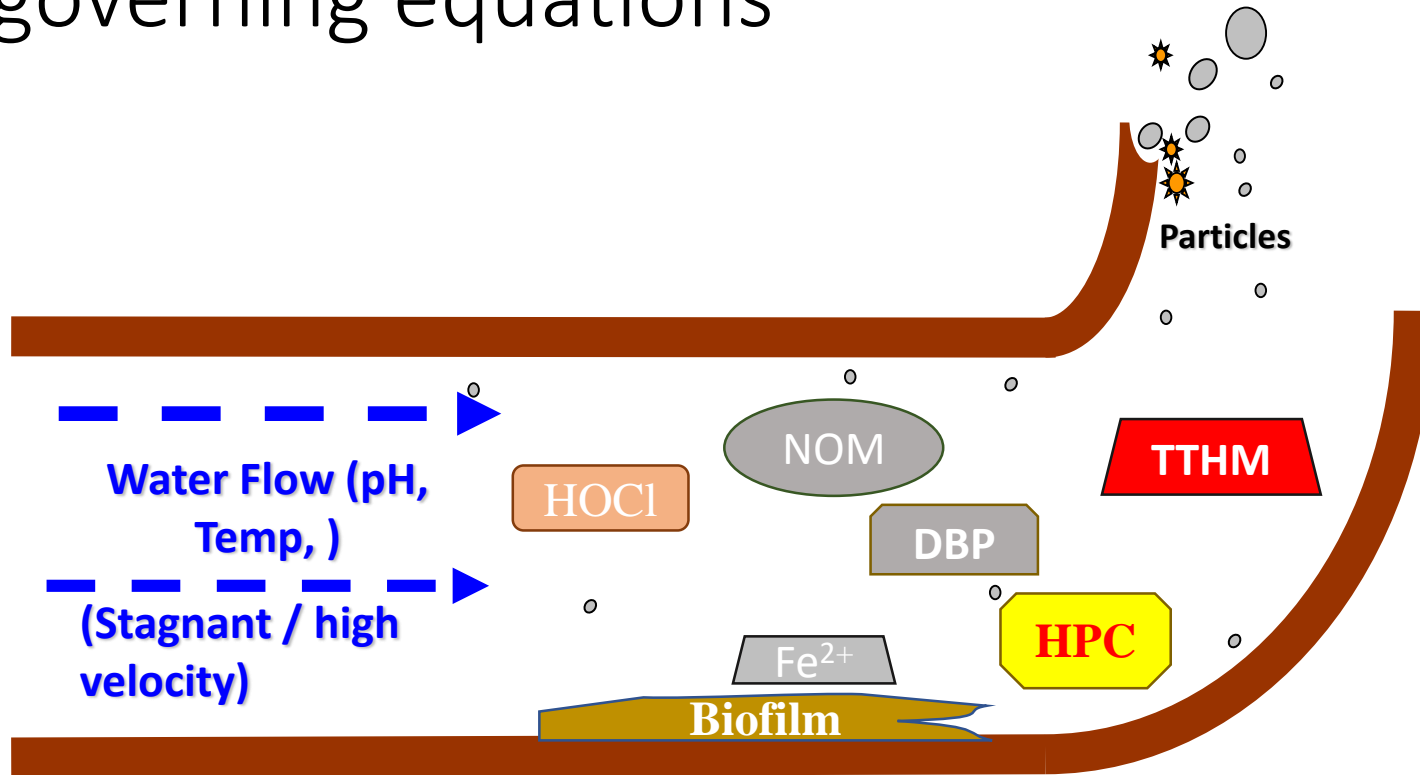 governing equations
Particles
Water Flow (pH,
Temp, )
(Stagnant / high
velocity)
HOCl
NOM
DBP
TTHM
HPC
Fe²⁺
Biofilm